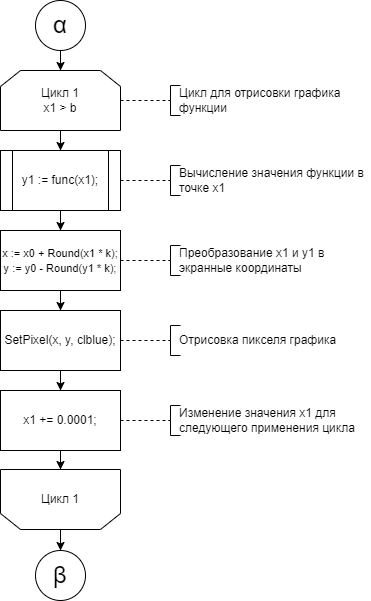 α
Цикл 1
x1 > b
Цикл для отрисовки графика
функции
y1 := func(x1);
Вычисление значения функции в
точке x1
x := x0 + Round(x1 * k);
y := y0 - Round(y1 * k);
Преобразование x1 и y1 в
экранные координаты
SetPixel(x, y, clblue);
Отрисовка пикселя графика
x1 += 0.0001;
Изменение значения x1 для
следующего применения цикла
Цикл 1
β